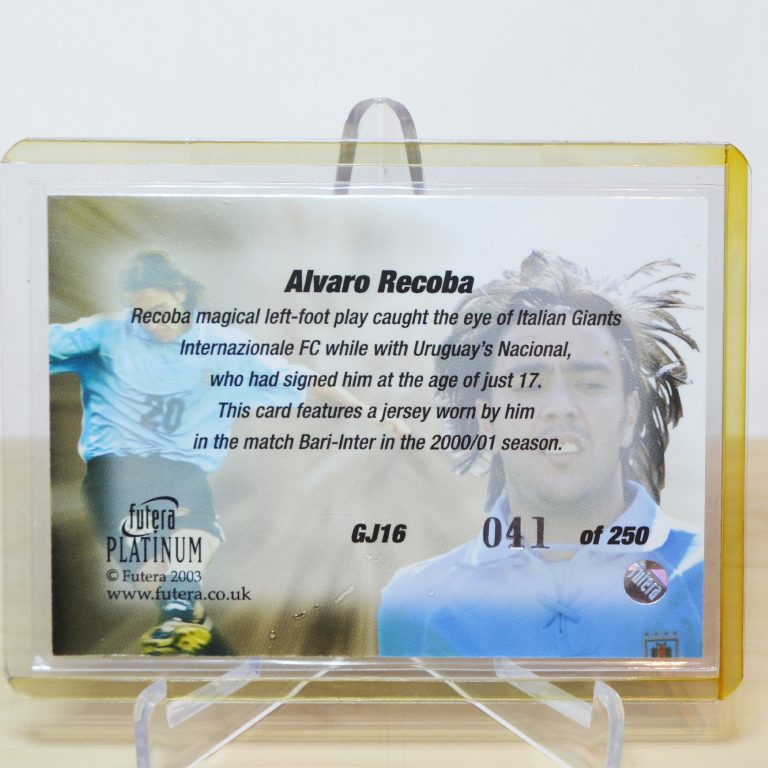 Alvaro Recoba
Recoba magical left-foot play caught the eye of Italian Giants
Internazionale FC while with Uruguay's Nacional,
who had signed him at the age of just 17.
This card features a jersey worn by him
in the match Bari-Inter in the 2000/01 season.
20
futera
PLATINUM
© Futera 2003
www.futera.co.uk
GJ16 041 of 250
futera